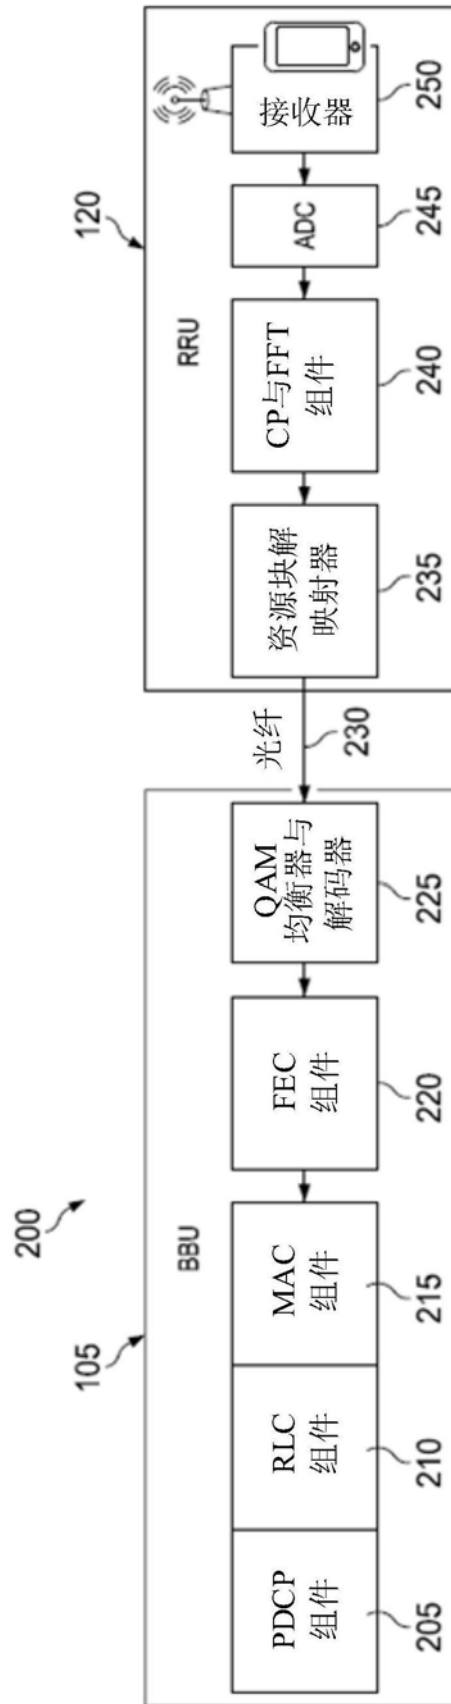 200
105
BBU
PDCP
组件
205
RLC
组件
210
MAC
组件
215
FEC
组件
220
QAM
均衡器与
解码器
225
光纤
230
120
RRU
资源块解
映射器
235
CP与FFT
组件
240
ADC
245
接收器
250